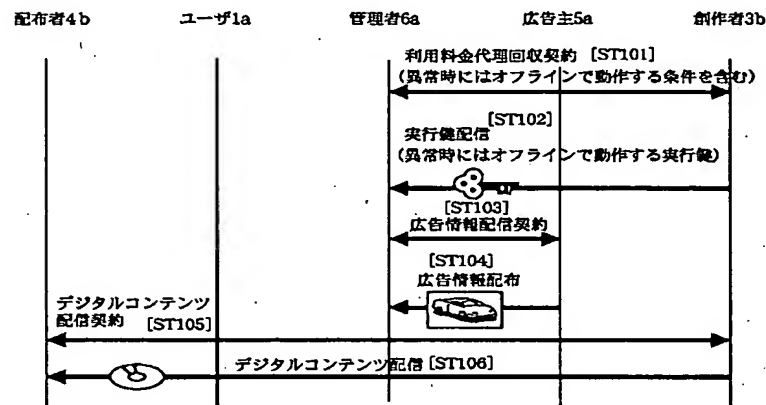 配布者4b ユーザ1a 管理者6a 広告主5a 創作者3b
利用料金代理回収契約 [ST101]
(異常時にはオフラインで動作する条件を含む)
[ST102]
実行鍵配信
(異常時にはオフラインで動作する実行鍵)
[ST103]
広告情報配信契約
[ST104]
広告情報配布
デジタルコンテンツ
配信契約 [ST105]
デジタルコンテンツ配信 [ST106]